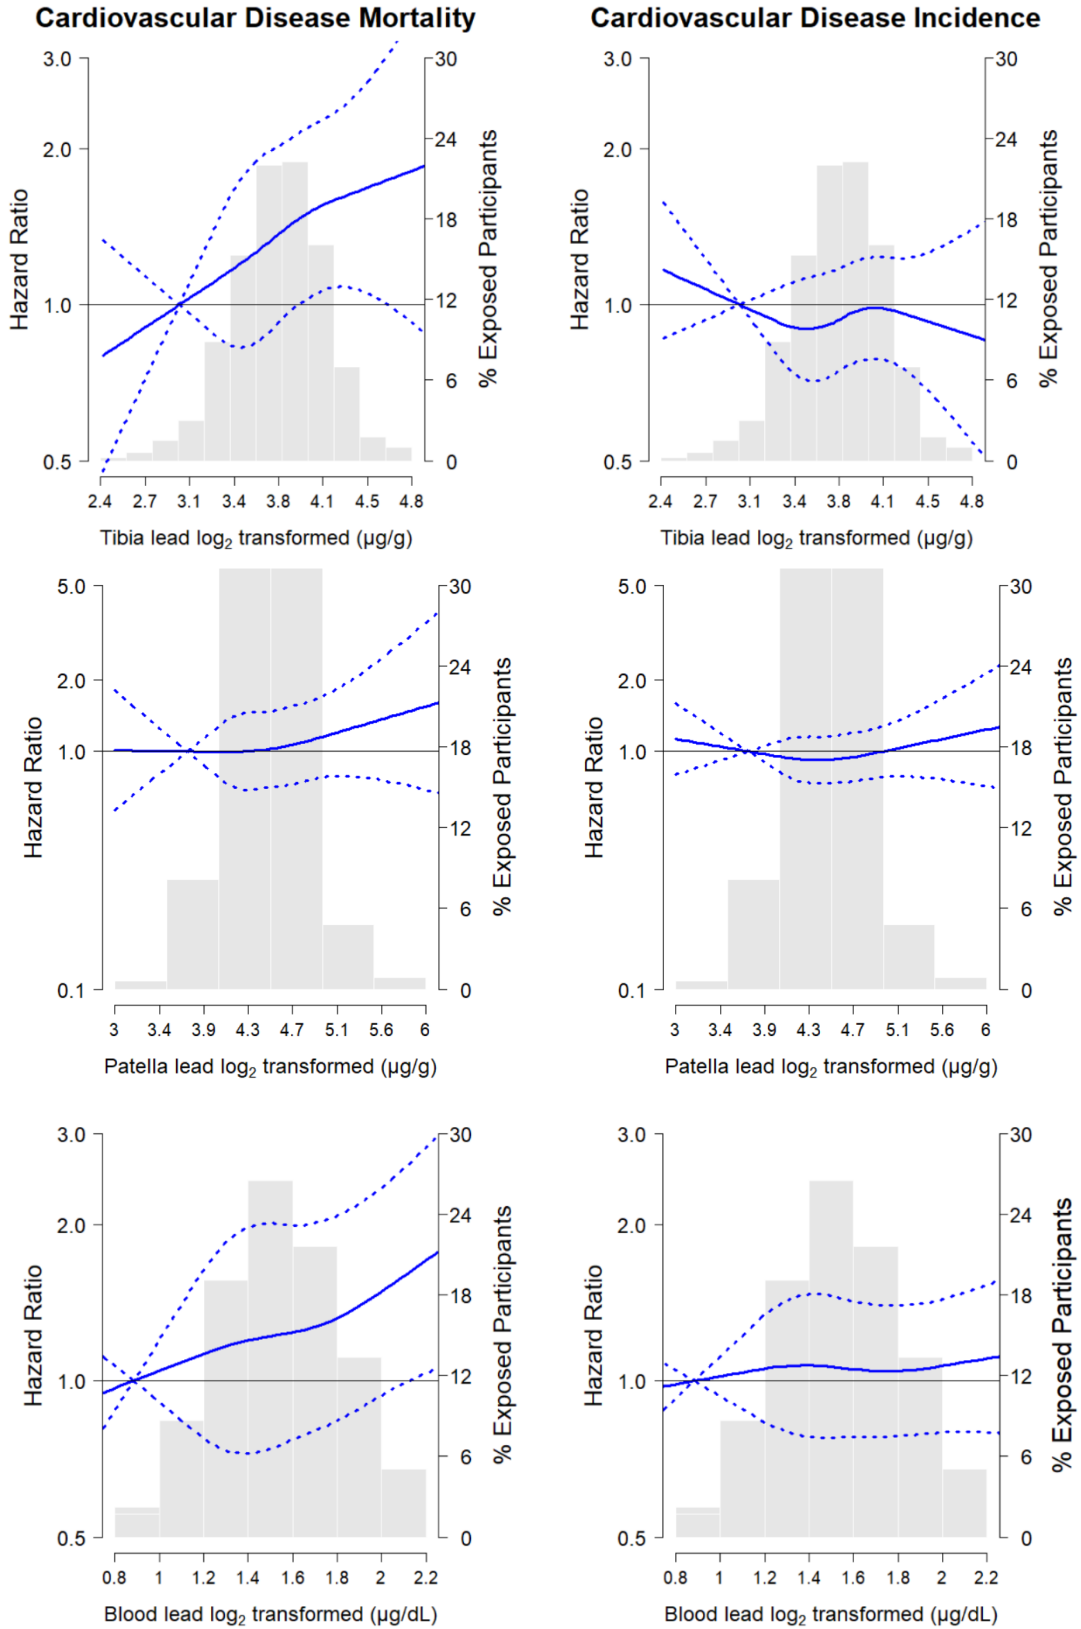 Cardiovascular Disease Mortality
Cardiovascular Disease Incidence
3.0
2.0
1.0
0.5
Hazard Ratio
30
24
18
12
6
0
% Exposed Participants
2.4 2.7 3.1 3.4 3.8 4.1 4.5 4.8
Tibia lead log₂ transformed (µg/g)
3.0
2.0
1.0
0.5
Hazard Ratio
30
24
18
12
6
0
% Exposed Participants
2.4 2.7 3.1 3.4 3.8 4.1 4.5 4.8
Tibia lead log₂ transformed (µg/g)
5.0
2.0
1.0
0.1
Hazard Ratio
30
24
18
12
6
0
% Exposed Participants
3 3.4 3.9 4.3 4.7 5.1 5.6 6
Patella lead log₂ transformed (µg/g)
5.0
2.0
1.0
0.1
Hazard Ratio
30
24
18
12
6
0
% Exposed Participants
3 3.4 3.9 4.3 4.7 5.1 5.6 6
Patella lead log₂ transformed (µg/g)
3.0
2.0
1.0
0.5
Hazard Ratio
30
24
18
12
6
0
% Exposed Participants
0.8 1 1.2 1.4 1.6 1.8 2 2.2
Blood lead log₂ transformed (µg/dL)
3.0
2.0
1.0
0.5
Hazard Ratio
30
24
18
12
6
0
% Exposed Participants
0.8 1 1.2 1.4 1.6 1.8 2 2.2
Blood lead log₂ transformed (µg/dL)